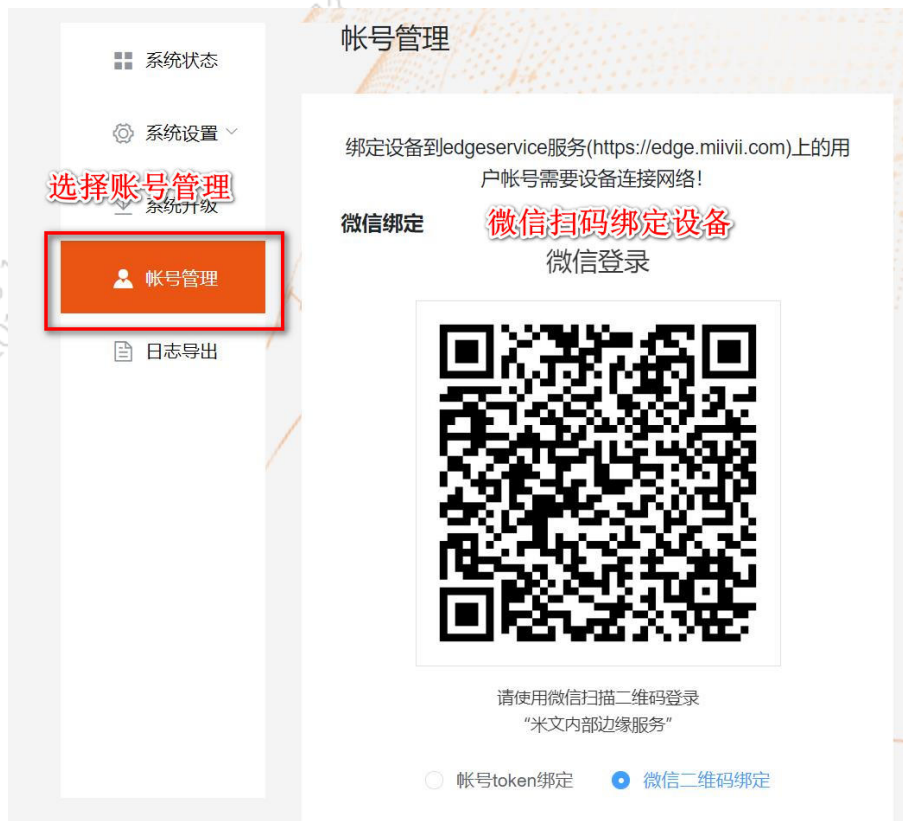 系统状态
系统设置
选择账号管理
系统升级
帐号管理
日志导出
帐号管理
绑定设备到edgeservice服务(https://edge.miivii.com)上的用
户帐号需要设备连接网络!
微信绑定
微信扫码绑定设备
微信登录
请使用微信扫描二维码登录
“米文内部边缘服务”
帐号token绑定
微信二维码绑定